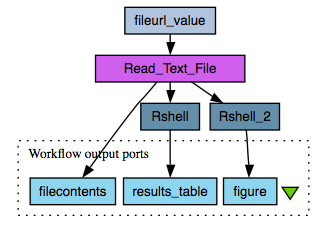 fileurl_value
Read_Text_File
Rshell
Rshell_2
Workflow output ports
filecontents
results_table
figure